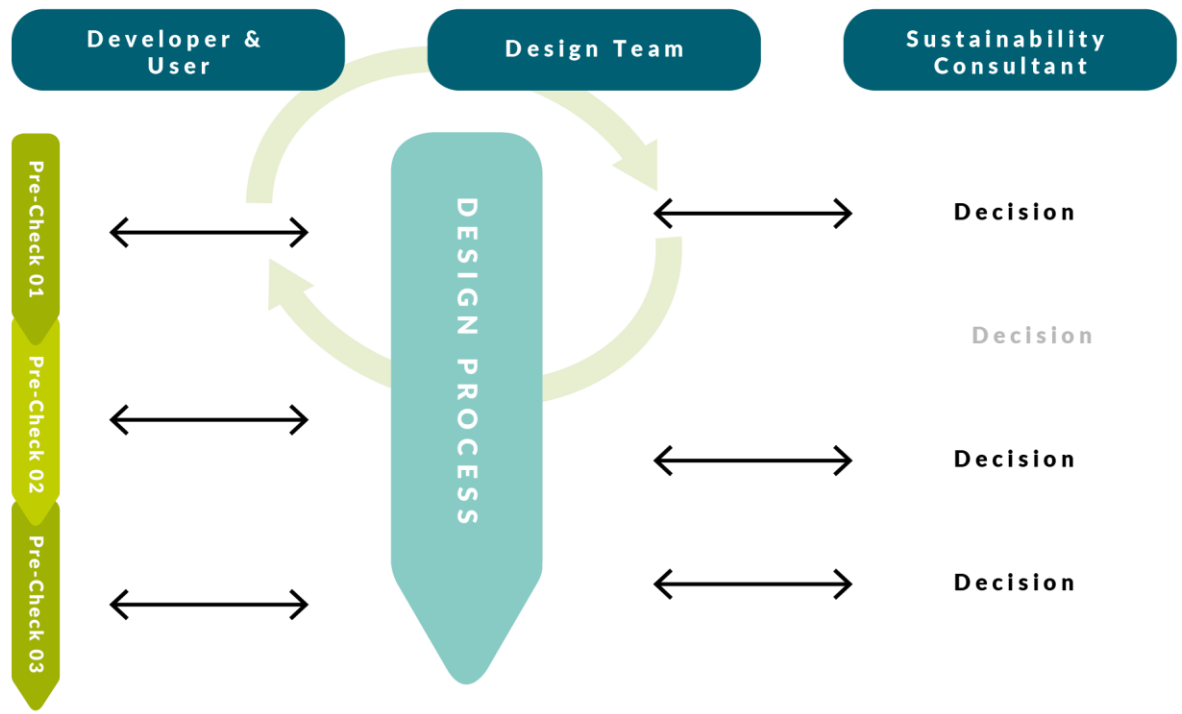 Developer &
User
Design Team
Sustainability
Consultant
Pre-Check 01
Pre-Check 02
Pre-Check 03
DESIGN PROCESS
Decision
Decision
Decision
Decision